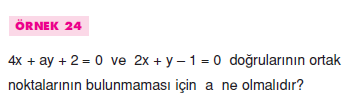 ÖRNEK 24
4x + ay + 2 = 0 ve 2x + y – 1 = 0 doğrularının ortak
noktalarının bulunmaması için a ne olmalıdır?